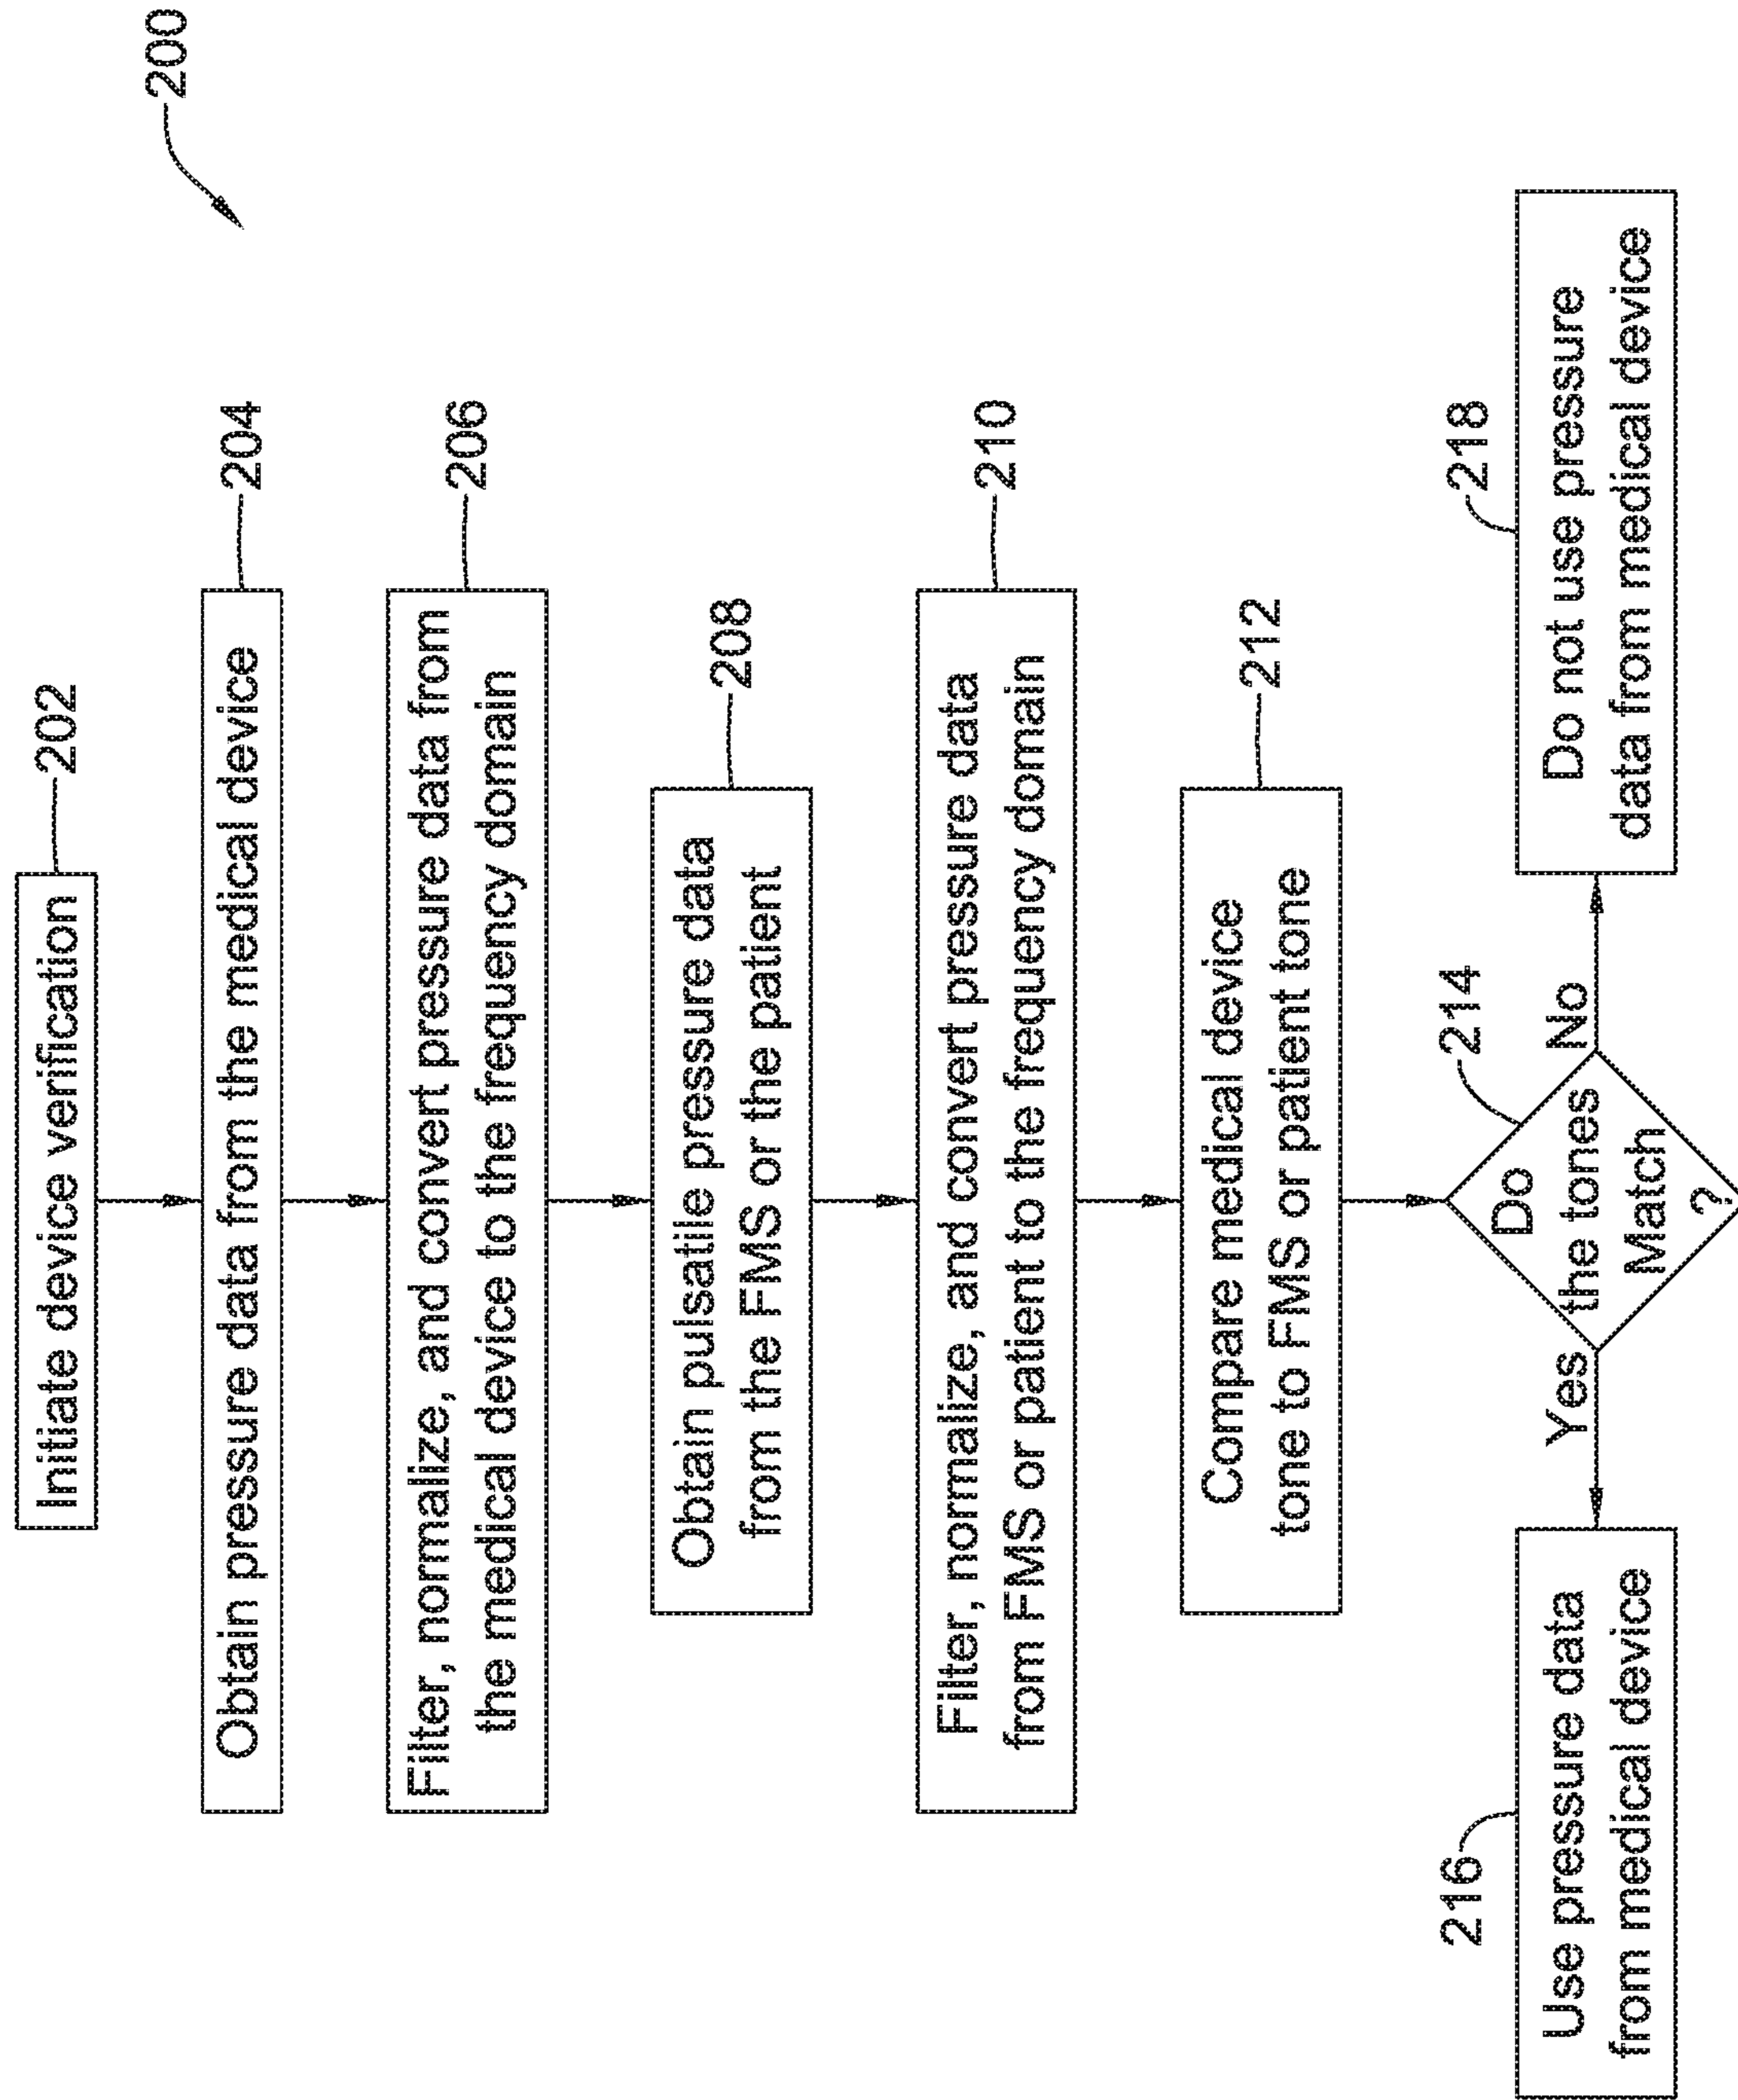 200
Initiate device verification
202
Obtain pressure data from the medical device
204
Filter, normalize, and convert pressure data from
the medical device to the frequency domain
206
Obtain pulsatile pressure data
from the FMS or the patient
208
Filter, normalize, and convert pressure data
from FMS or patient to the frequency domain
210
Compare medical device
tone to FMS or patient tone
212
Do
the tones
Match
?
214
Yes
No
216
Use pressure data
from medical device
218
Do not use pressure
data from medical device